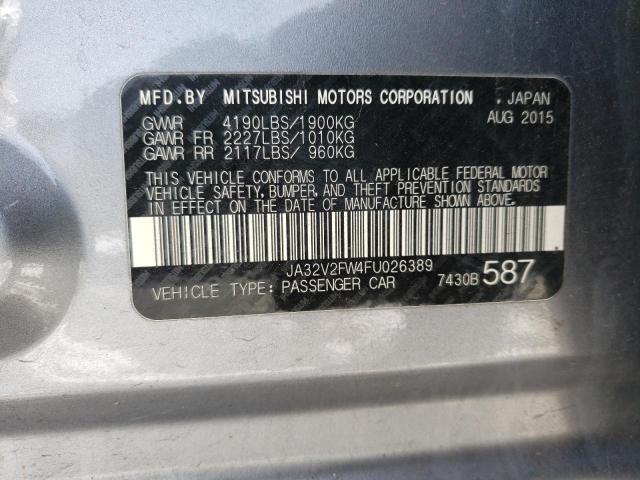 MFD.BY MITSUBISHI MOTORS CORPORATION , JAPAN
GVWR 4190LBS/1900KG AUG 2015
GAWR FR 2227LBS/1010KG
GAWR RR 2117LBS/ 960KG
THIS VEHICLE CONFORMS TO ALL APPLICABLE FEDERAL MOTOR
VEHICLE SAFETY, BUMPER, AND THEFT PREVENTION STANDARDS
IN EFFECT ON THE DATE OF MANUFACTURE SHOWN ABOVE.
JA32V2FW4FU026389
VEHICLE TYPE: PASSENGER CAR 7430B 587